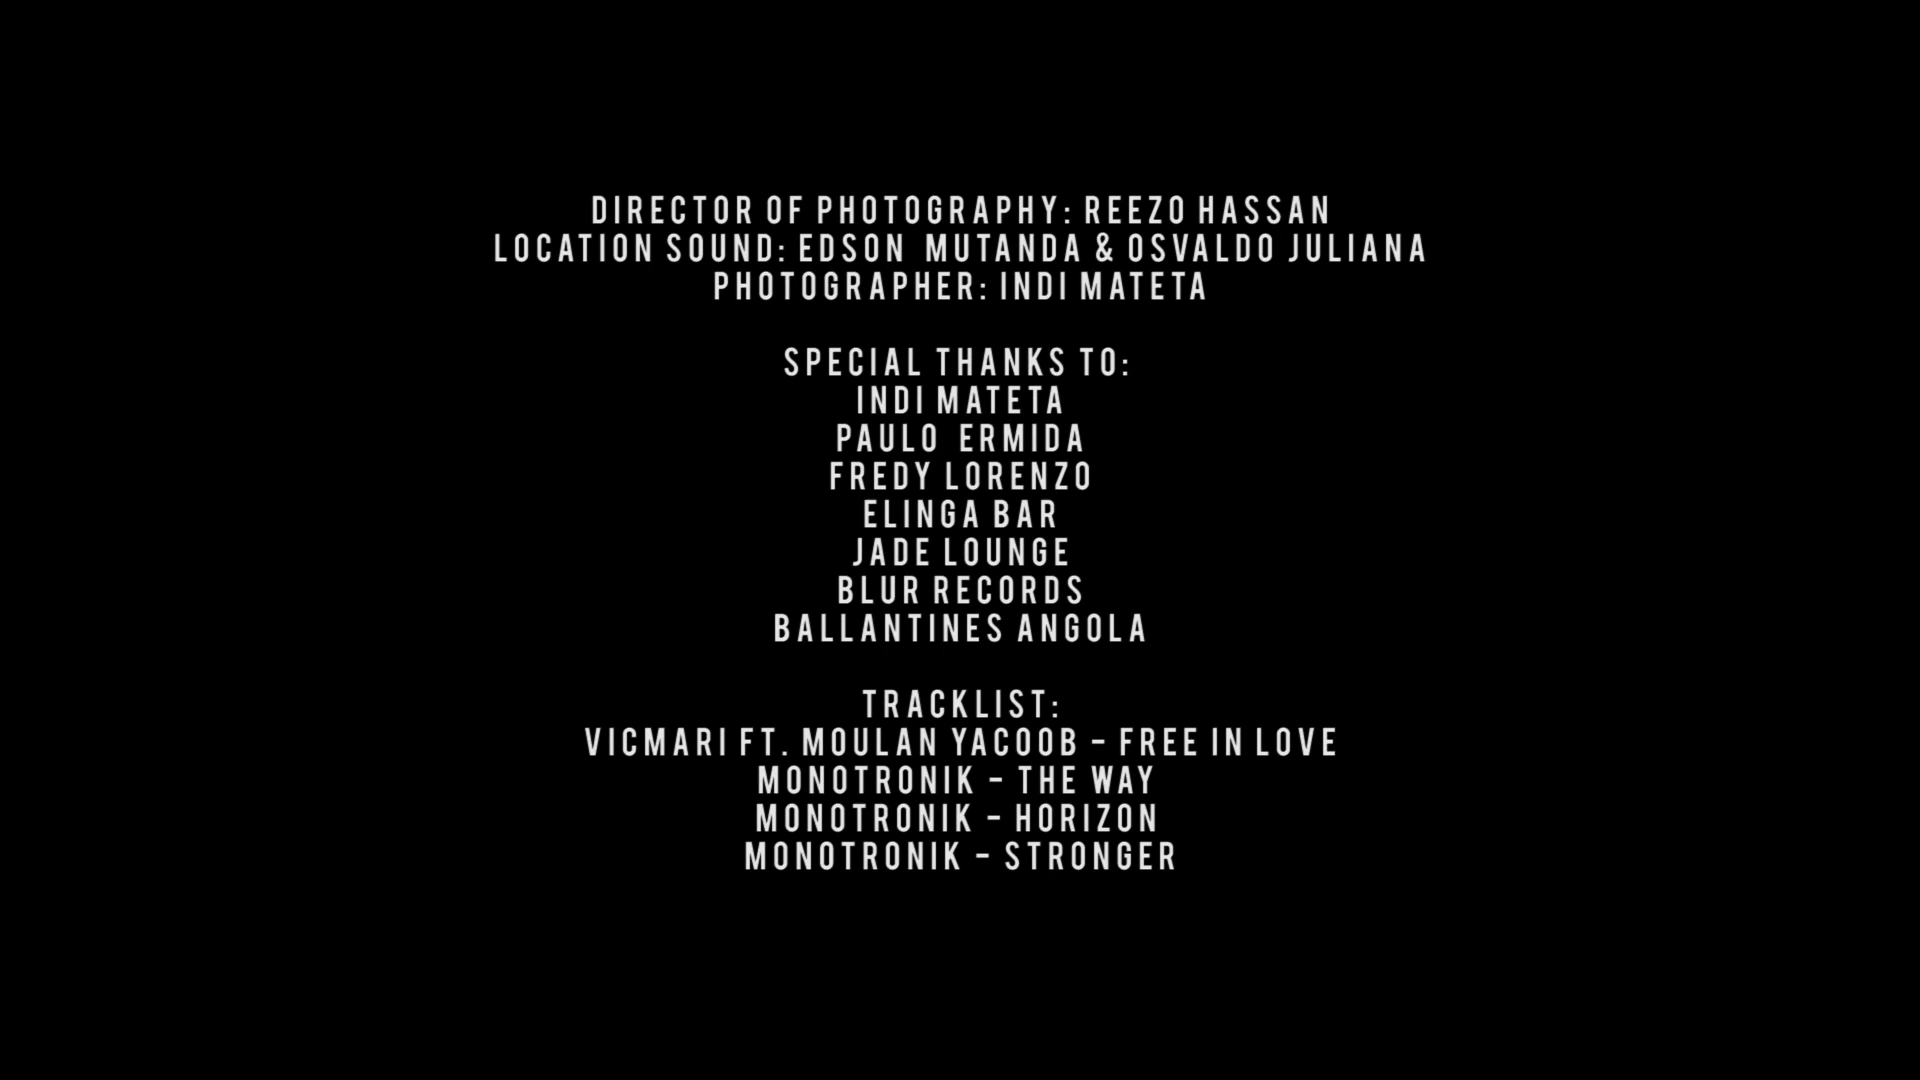 DIRECTOR OF PHOTOGRAPHY: REEZO HASSAN
LOCATION SOUND: EDSON MUTANDA & OSVALDO JULIANA
PHOTOGRAPHER: INDI MATETA
SPECIAL THANKS TO:
INDI MATETA
PAULO ERMIDA
FREDY LORENZO
ELINGA BAR
JADE LOUNGE
BLUR RECORDS
BALLANTINES ANGOLA
TRACKLIST:
VICMARI FT. MOULAN YACOOB - FREE IN LOVE
MONOTRONIK - THE WAY
MONOTRONIK - HORIZON
MONOTRONIK - STRONGER